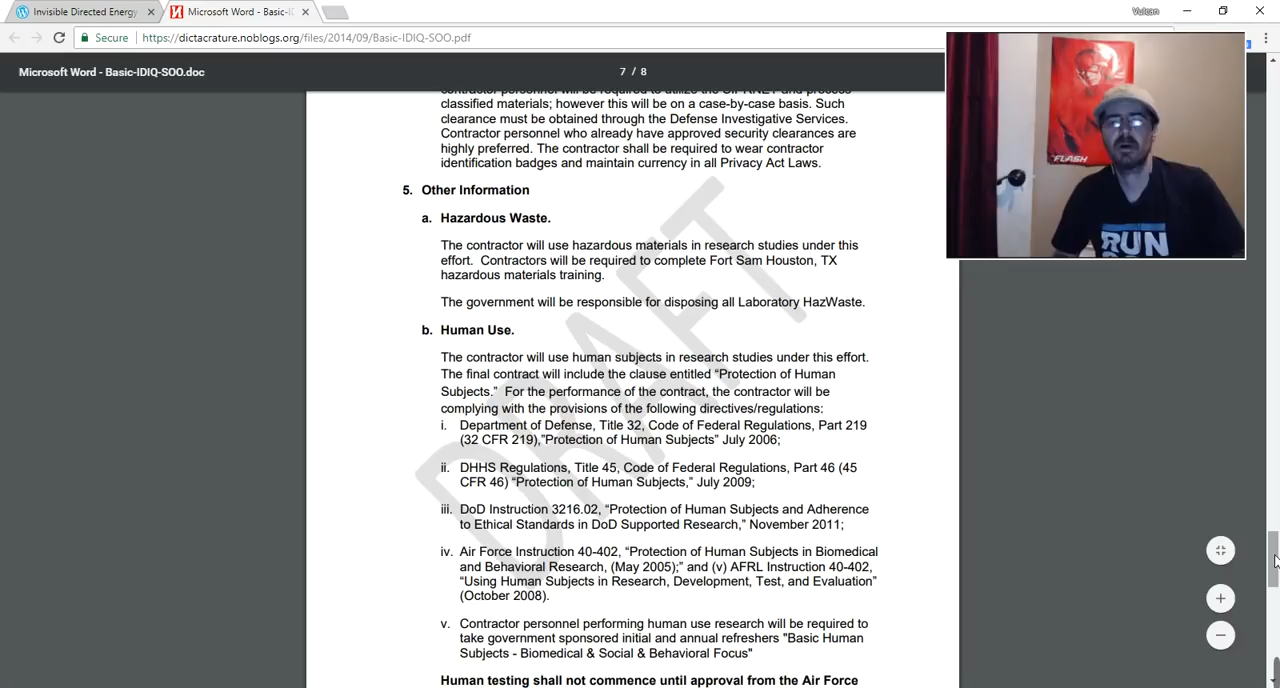 Invisible Directed Energy
Microsoft Word - Basic-I
Vulcan
Secure
https://dictacrature.noblogs.org/files/2014/09/Basic-IDIQ-SOO.pdf
Microsoft Word - Basic-IDIQ-SOO.doc
7 / 8
contractor personnel will be required to utilize the SIPRNET and process
classified materials; however this will be on a case-by-case basis. Such
clearance must be obtained through the Defense Investigative Services.
Contractor personnel who already have approved security clearances are
highly preferred. The contractor shall be required to wear contractor
identification badges and maintain currency in all Privacy Act Laws.
5. Other Information
a. Hazardous Waste.
The contractor will use hazardous materials in research studies under this
effort. Contractors will be required to complete Fort Sam Houston, TX
hazardous materials training.
The government will be responsible for disposing all Laboratory HazWaste.
b. Human Use.
The contractor will use human subjects in research studies under this effort.
The final contract will include the clause entitled “Protection of Human
Subjects.” For the performance of the contract, the contractor will be
complying with the provisions of the following directives/regulations:
i. Department of Defense, Title 32, Code of Federal Regulations, Part 219
(32 CFR 219),”Protection of Human Subjects” July 2006;
ii. DHHS Regulations, Title 45, Code of Federal Regulations, Part 46 (45
CFR 46) “Protection of Human Subjects,” July 2009;
iii. DoD Instruction 3216.02, “Protection of Human Subjects and Adherence
to Ethical Standards in DoD Supported Research,” November 2011;
iv. Air Force Instruction 40-402, “Protection of Human Subjects in Biomedical
and Behavioral Research, (May 2005);” and (v) AFRL Instruction 40-402,
“Using Human Subjects in Research, Development, Test, and Evaluation”
(October 2008).
v. Contractor personnel performing human use research will be required to
take government sponsored initial and annual refreshers "Basic Human
Subjects - Biomedical & Social & Behavioral Focus"
Human testing shall not commence until approval from the Air Force
DRAFT
FLASH
RUN